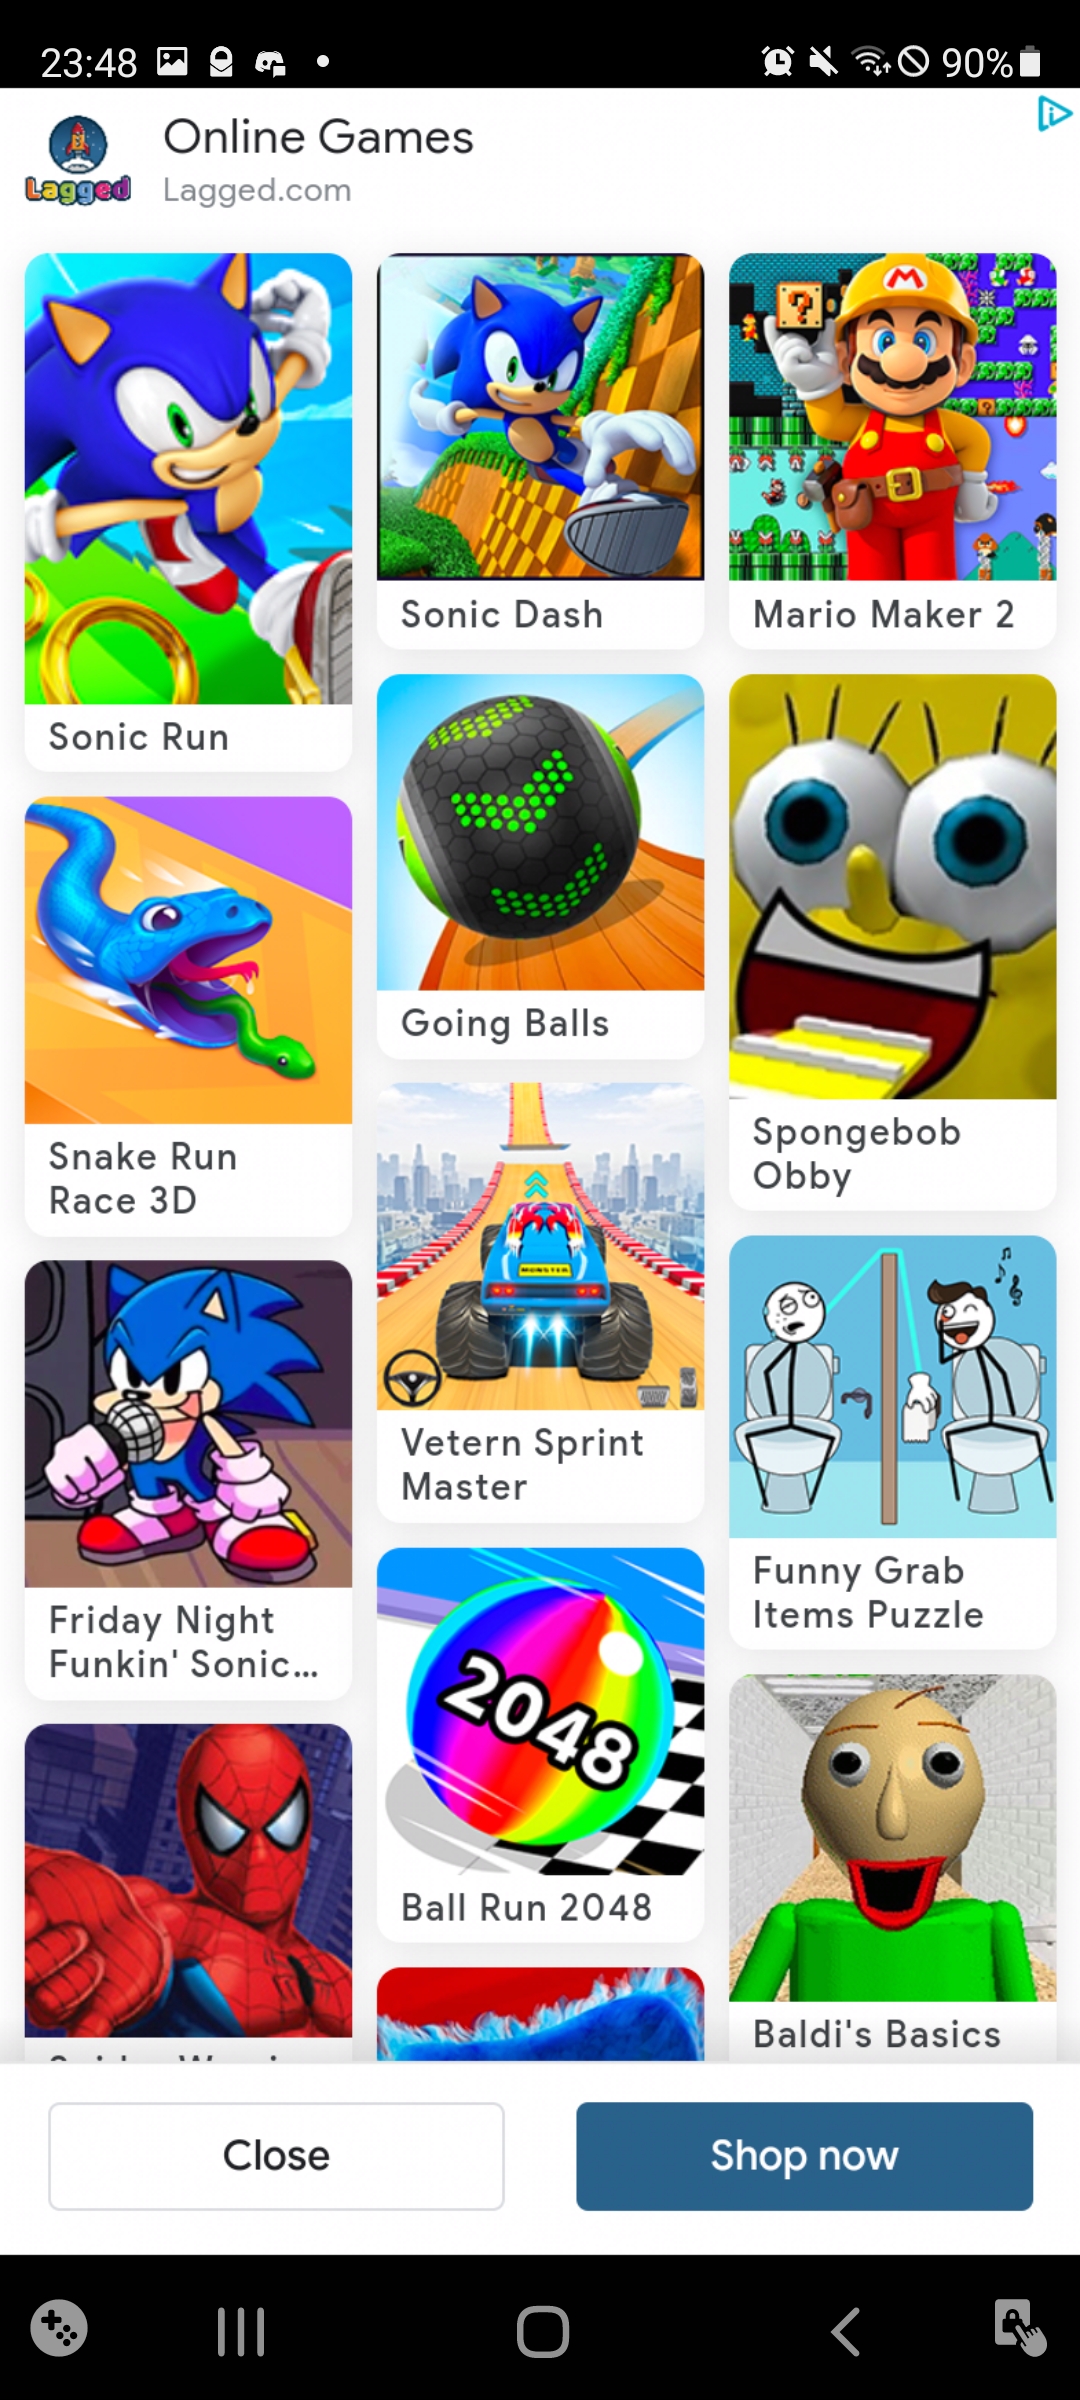 23:48
90%
Lagged
Online Games
Lagged.com
M
?
Sonic Run
Sonic Dash
Mario Maker 2
Snake Run
Race 3D
Going Balls
Spongebob
Obby
MONSTER
Vetern Sprint
Master
Friday Night
Funkin' Sonic...
Funny Grab
Items Puzzle
2048
Ball Run 2048
Baldi's Basics
Close
Shop now